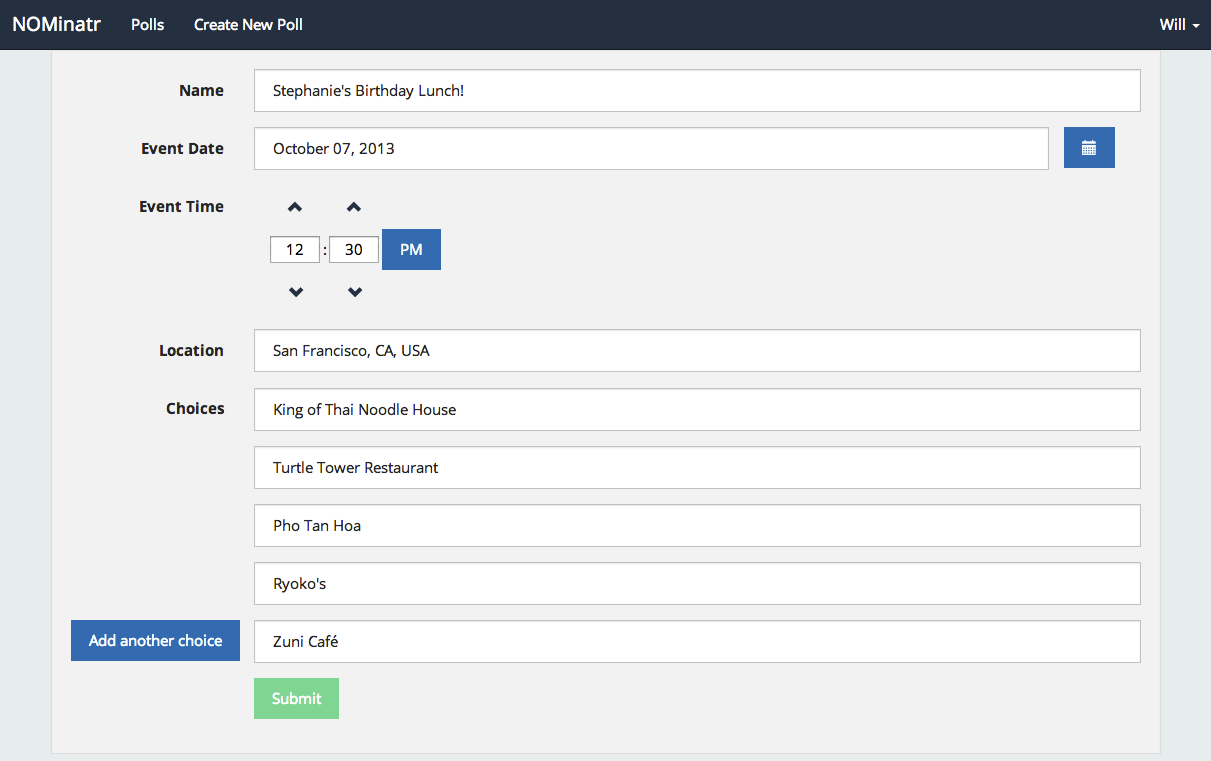 NOMinatr Polls Create New Poll Will
Name Stephanie's Birthday Lunch!
Event Date October 07, 2013
Event Time
12 : 30 PM
Location San Francisco, CA, USA
Choices King of Thai Noodle House
Turtle Tower Restaurant
Pho Tan Hoa
Ryoko's
Add another choice Zuni Café
Submit